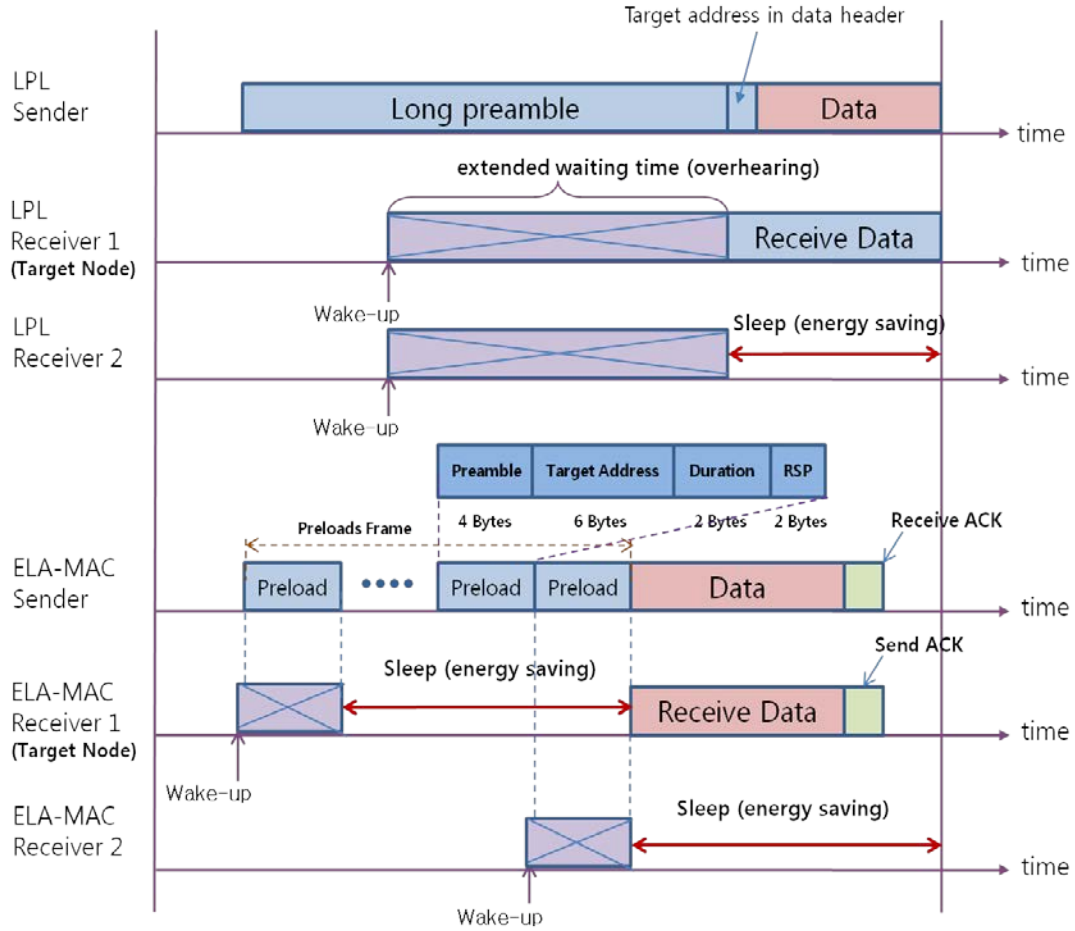 Target address in data header
LPL
Sender
Long preamble
Data
time
extended waiting time (overhearing)
LPL
Receiver 1
(Target Node)
Receive Data
time
Wake-up
LPL
Receiver 2
Sleep (energy saving)
time
Wake-up
Preamble
Target Address
Duration
RSP
4 Bytes
6 Bytes
2 Bytes
2 Bytes
Preloads Frame
Receive ACK
ELA-MAC
Sender
Preload
Preload
Preload
Data
time
Send ACK
ELA-MAC
Receiver 1
(Target Node)
Sleep (energy saving)
Receive Data
time
Wake-up
ELA-MAC
Receiver 2
Sleep (energy saving)
time
Wake-up